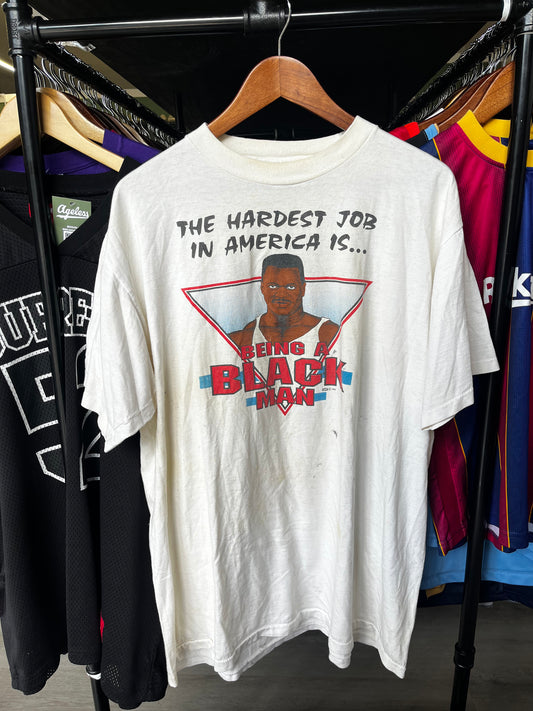 Ageless
THE HARDEST JOB
IN AMERICA IS...
BEING A
BLACK
MAN